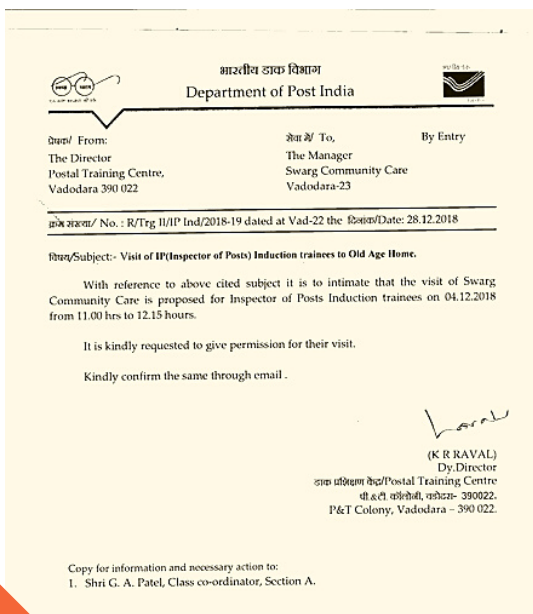 भारतीय डाक विभाग
Department of Post India
प्रेषक/ From:
The Director
Postal Training Centre,
Vadodara 390 022
सेवा में/ To,
The Manager
Swarg Community Care
Vadodara-23
By Entry
क्रम संख्या/ No. : R/Trg II/IP Ind/2018-19 dated at Vad-22 the दिनांक/Date: 28.12.2018
विषय/Subject:- Visit of IP(Inspector of Posts) Induction trainees to Old Age Home.
With reference to above cited subject it is to intimate that the visit of Swarg
Community Care is proposed for Inspector of Posts Induction trainees on 04.12.2018
from 11.00 hrs to 12.15 hours.
It is kindly requested to give permission for their visit.
Kindly confirm the same through email .
(K R RAVAL)
Dy.Director
डाक प्रशिक्षण केंद्र/Postal Training Centre
पी.&टी. कॉलोनी, वडोदरा- 390022.
P&T Colony, Vadodara – 390 022.
Copy for information and necessary action to:
1. Shri G. A. Patel, Class co-ordinator, Section A.